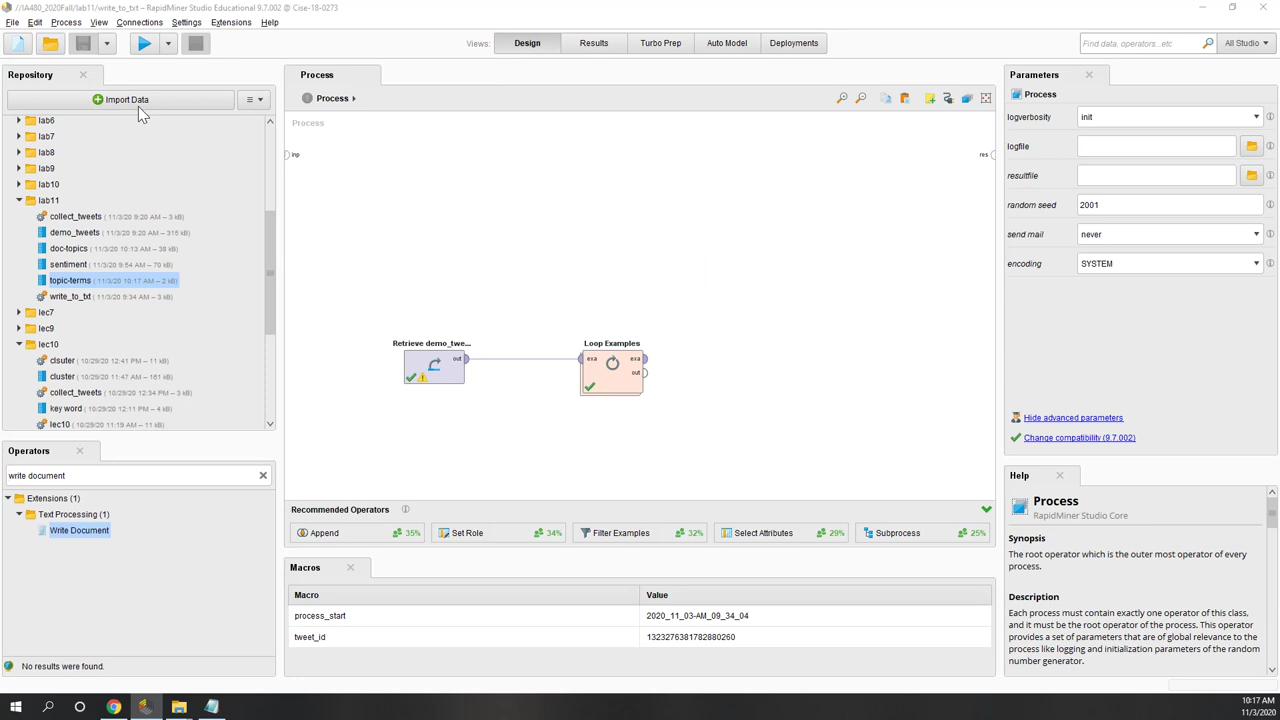 //IA480_2020Fall/lab11/write_to_txt – RapidMiner Studio Educational 9.7.002 @ Cise-18-0273
File Edit Process View Connections Settings Extensions Help
Views: Design Results Turbo Prep Auto Model Deployments
Find data, operators...etc All Studio
Repository
Import Data
lab6
lab7
lab8
lab9
lab10
lab11
collect_tweets ( 11/3/20 9:20 AM – 3 kB)
demo_tweets ( 11/3/20 9:20 AM – 315 kB)
doc-topics ( 11/3/20 10:13 AM – 38 kB)
sentiment ( 11/3/20 9:54 AM – 70 kB)
topic-terms ( 11/3/20 10:17 AM – 2 kB)
write_to_txt ( 11/3/20 9:34 AM – 3 kB)
lec7
lec9
lec10
clsuter ( 10/29/20 12:41 PM – 11 kB)
cluster ( 10/29/20 11:47 AM – 161 kB)
collect_tweets ( 10/29/20 12:34 PM – 3 kB)
key word ( 10/29/20 12:11 PM – 4 kB)
lec10 ( 10/29/20 11:19 AM – 11 kB)
Operators
write document
Extensions (1)
Text Processing (1)
Write Document
No results were found.
Process
Process
Process
inp
res
Retrieve demo_twe...
out
Loop Examples
exa exa
out
Recommended Operators
Append 35% Set Role 34% Filter Examples 32% Select Attributes 29% Subprocess 25%
Macros
Macro Value
process_start 2020_11_03-AM_09_34_04
tweet_id 1323276381782880260
Parameters
Process
logverbosity init
logfile
resultfile
random seed 2001
send mail never
encoding SYSTEM
Hide advanced parameters
Change compatibility (9.7.002)
Help
Process
RapidMiner Studio Core
Synopsis
The root operator which is the outer most operator of every
process.
Description
Each process must contain exactly one operator of this class,
and it must be the root operator of the process. This operator
provides a set of parameters that are of global relevance to the
process like logging and initialization parameters of the random
number generator.
10:17 AM
11/3/2020